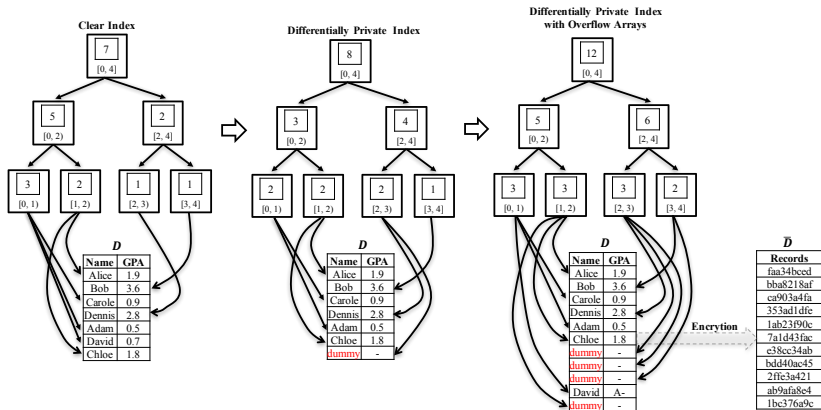 Clear Index
7
[0, 4]
5
[0, 2)
2
[2, 4]
3
[0, 1)
2
[1, 2)
1
[2, 3)
1
[3, 4]
D
Name GPA
Alice 1.9
Bob 3.6
Carole 0.9
Dennis 2.8
Adam 0.5
David 0.7
Chloe 1.8
Differentially Private Index
8
[0, 4]
3
[0, 2)
4
[2, 4]
2
[0, 1)
2
[1, 2)
2
[2, 3)
1
[3, 4]
D
Name GPA
Alice 1.9
Bob 3.6
Carole 0.9
Dennis 2.8
Adam 0.5
Chloe 1.8
dummy -
Differentially Private Index
with Overflow Arrays
12
[0, 4]
5
[0, 2)
6
[2, 4]
3
[0, 1)
3
[1, 2)
3
[2, 3)
2
[3, 4]
D
Name GPA
Alice 1.9
Bob 3.6
Carole 0.9
Dennis 2.8
Adam 0.5
Chloe 1.8
dummy -
dummy -
dummy -
David A-
dummy -
Encrytion
D̅
Records
faa34bced
bba8218af
ca903a4fa
353ad1dfe
1ab23f90c
7a1d43fac
e38cc34ab
bdd40ac45
2ffe3a421
ab9afa8e4
1bc376a9c